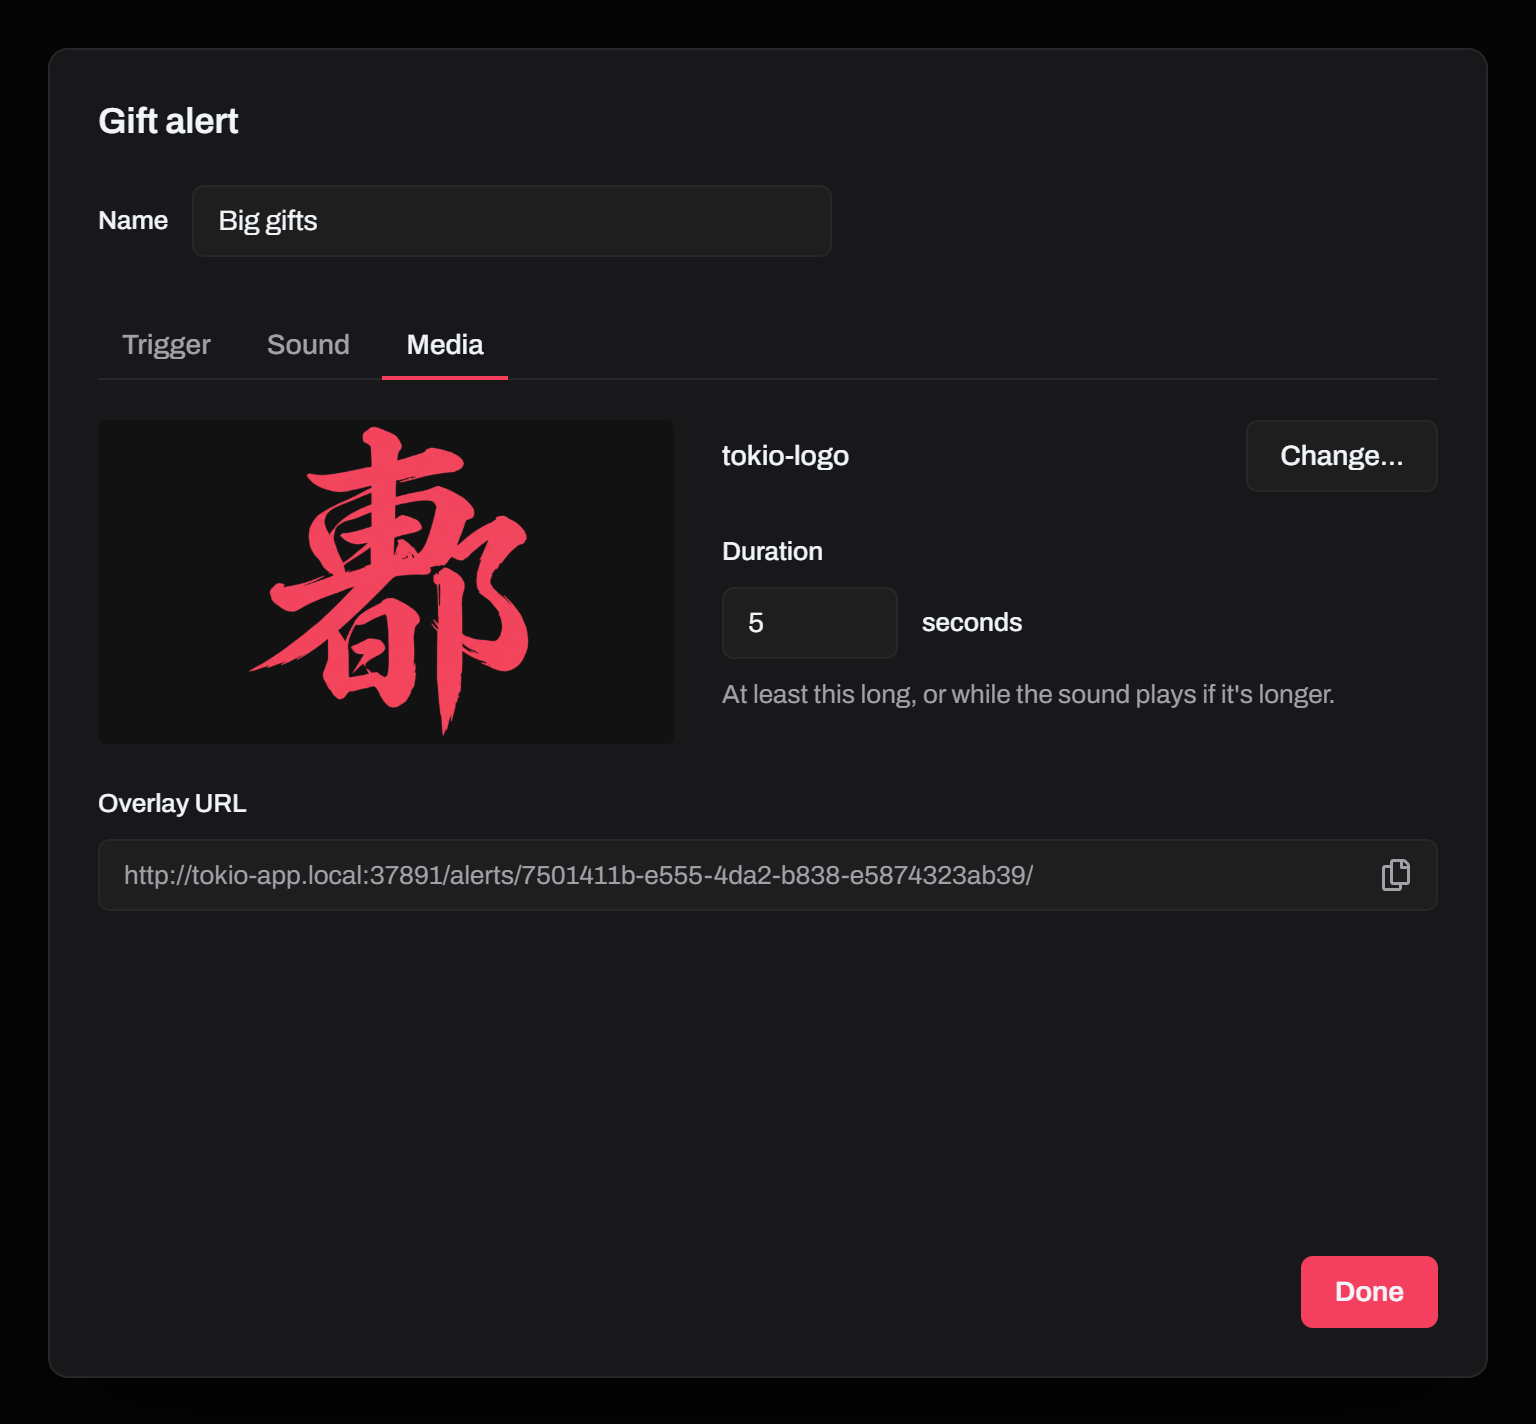 Gift alert
Name
Big gifts
Trigger Sound Media
都
tokio-logo
Change...
Duration
5 seconds
At least this long, or while the sound plays if it's longer.
Overlay URL
http://tokio-app.local:37891/alerts/7501411b-e555-4da2-b838-e5874323ab39/
Done